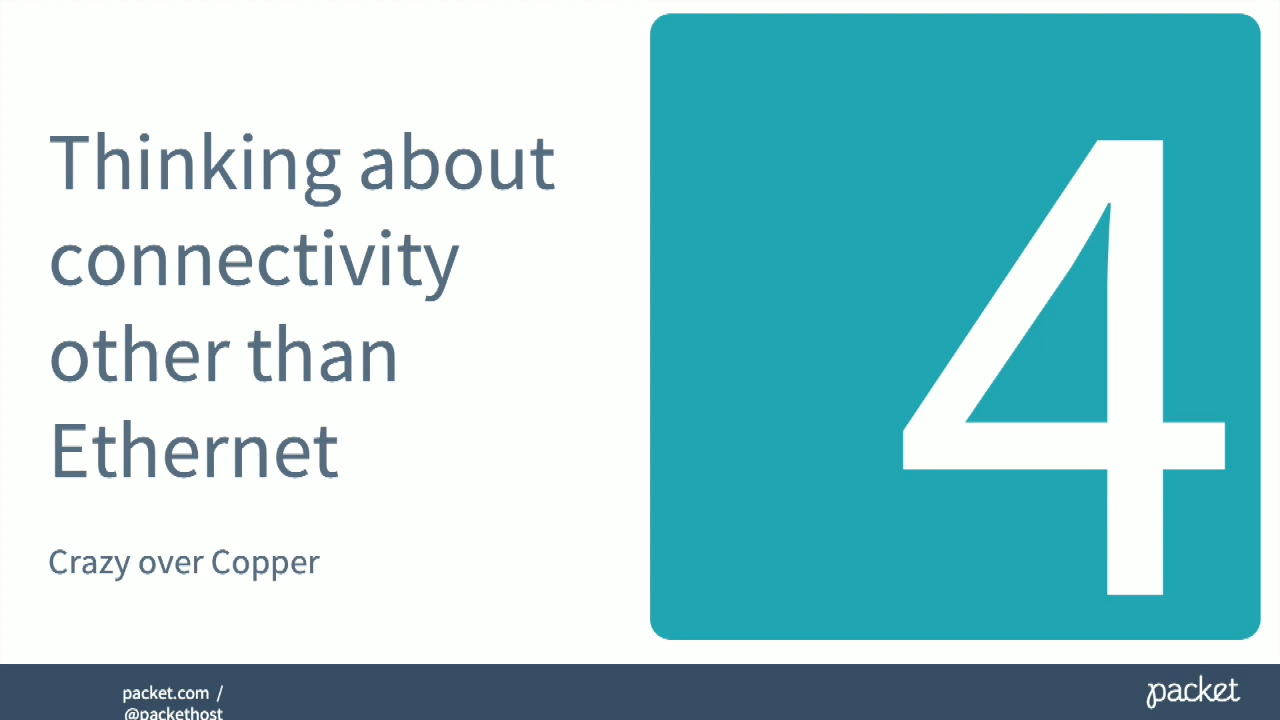 Thinking about
connectivity
other than
Ethernet
Crazy over Copper
4
packet.com /
@packethost
packet